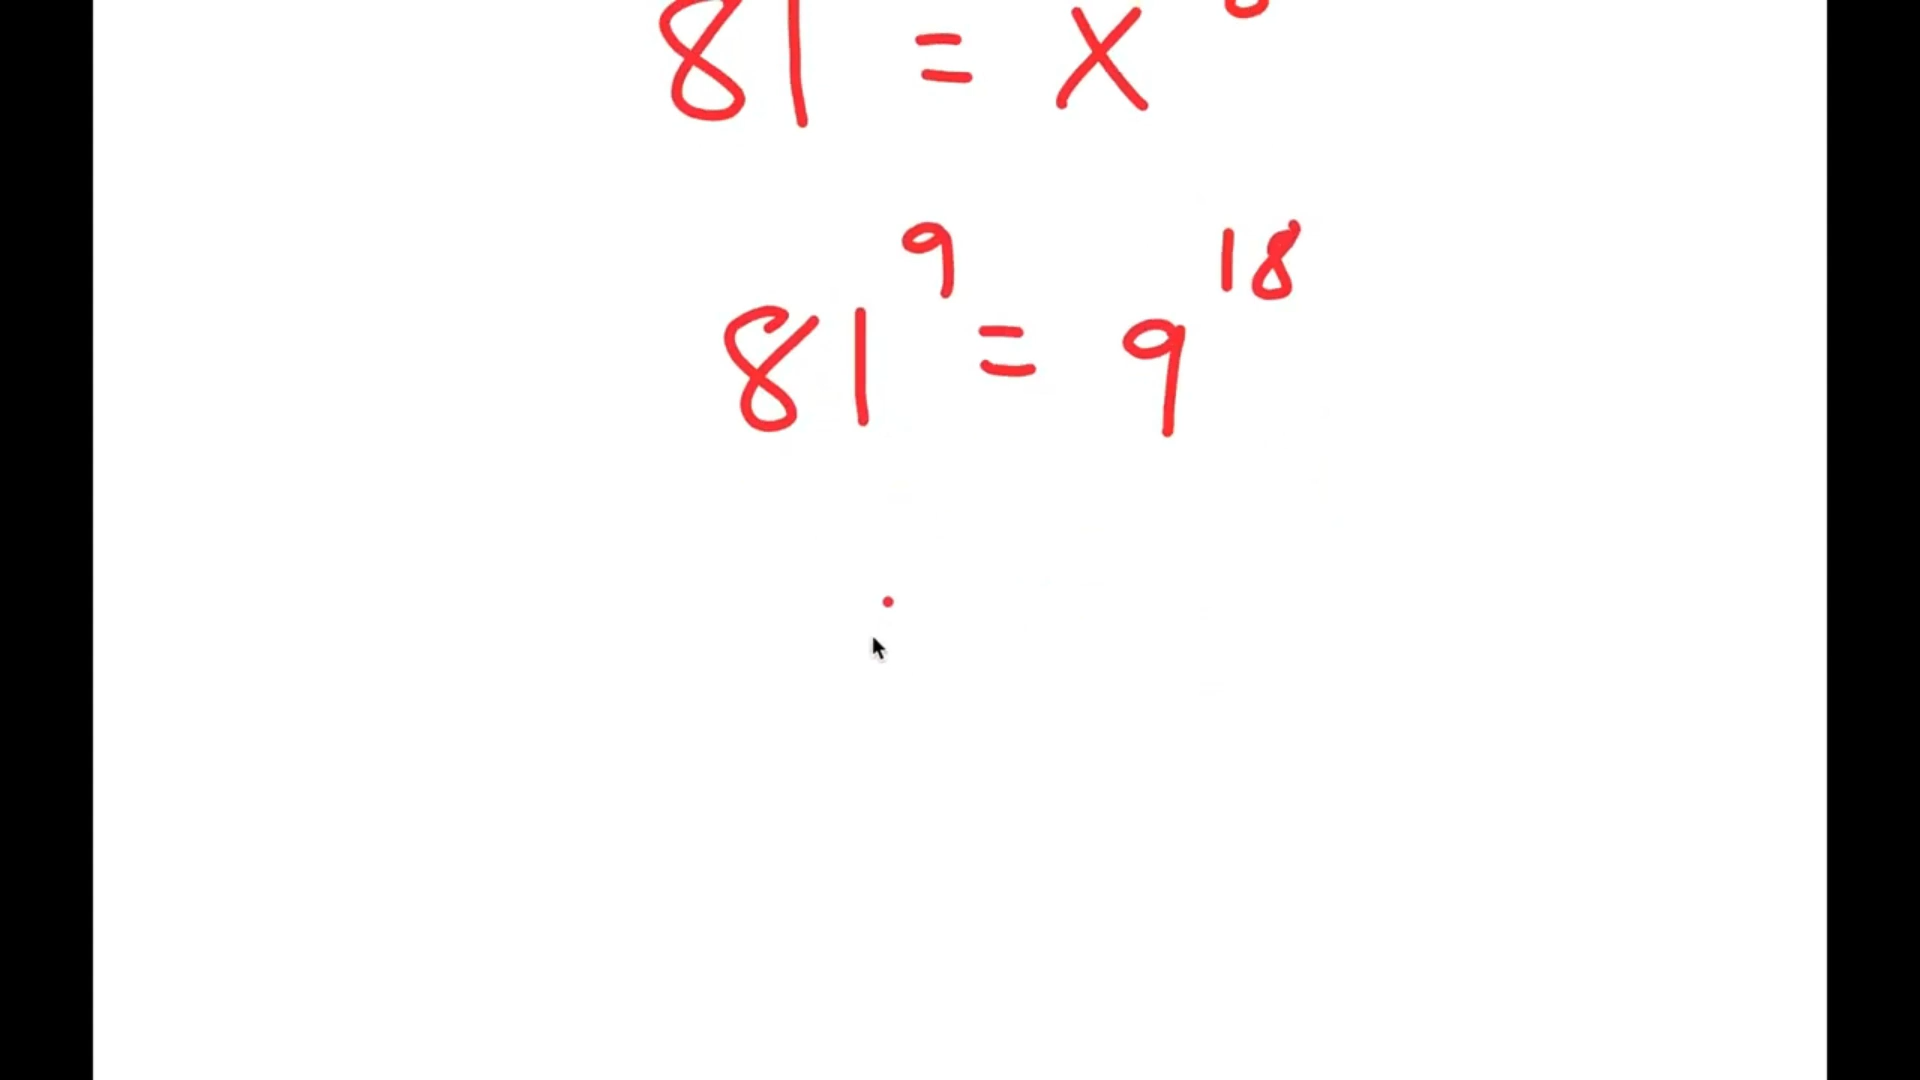 81 = x
81⁹ = 9¹⁸